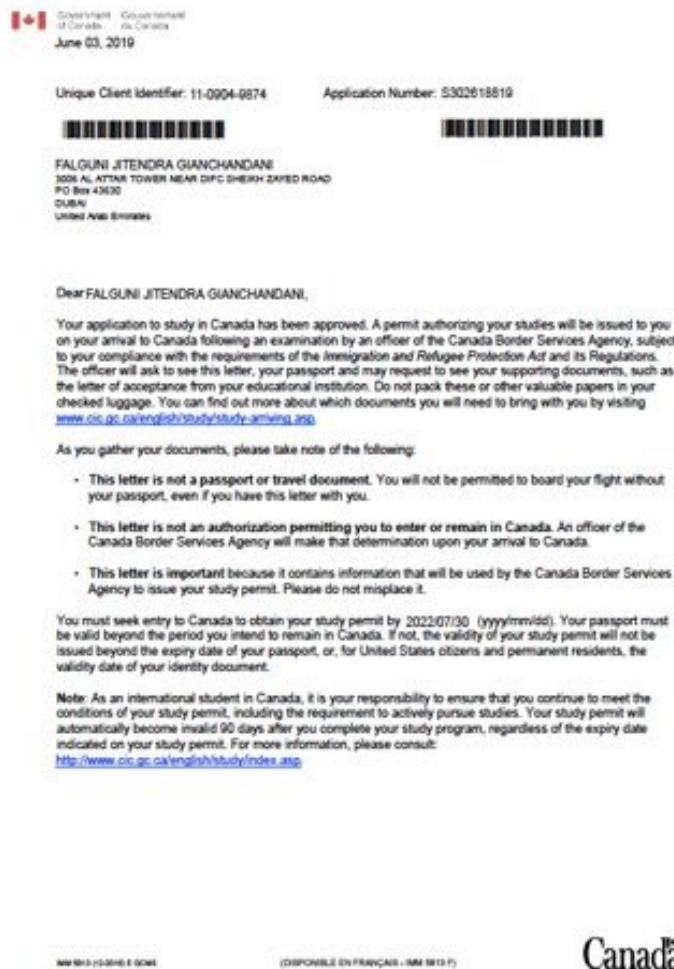 Government Gouvernement
of Canada du Canada
June 03, 2019
Unique Client Identifier: 11-0904-9874 Application Number: S302618819
FALGUNI JITENDRA GIANCHANDANI
3006 AL ATTAR TOWER NEAR DIFC SHEIKH ZAYED ROAD
PO Box 43630
DUBAI
United Arab Emirates
Dear FALGUNI JITENDRA GIANCHANDANI,
Your application to study in Canada has been approved. A permit authorizing your studies will be issued to you
on your arrival to Canada following an examination by an officer of the Canada Border Services Agency, subject
to your compliance with the requirements of the Immigration and Refugee Protection Act and its Regulations.
The officer will ask to see this letter, your passport and may request to see your supporting documents, such as
the letter of acceptance from your educational institution. Do not pack these or other valuable papers in your
checked luggage. You can find out more about which documents you will need to bring with you by visiting
www.cic.gc.ca/english/study/study-arriving.asp.
As you gather your documents, please take note of the following:
• This letter is not a passport or travel document. You will not be permitted to board your flight without
your passport, even if you have this letter with you.
• This letter is not an authorization permitting you to enter or remain in Canada. An officer of the
Canada Border Services Agency will make that determination upon your arrival to Canada.
• This letter is important because it contains information that will be used by the Canada Border Services
Agency to issue your study permit. Please do not misplace it.
You must seek entry to Canada to obtain your study permit by 2022/07/30 (yyyy/mm/dd). Your passport must
be valid beyond the period you intend to remain in Canada. If not, the validity of your study permit will not be
issued beyond the expiry date of your passport, or, for United States citizens and permanent residents, the
validity date of your identity document.
Note: As an international student in Canada, it is your responsibility to ensure that you continue to meet the
conditions of your study permit, including the requirement to actively pursue studies. Your study permit will
automatically become invalid 90 days after you complete your study program, regardless of the expiry date
indicated on your study permit. For more information, please consult:
http://www.cic.gc.ca/english/study/index.asp.
IMM 5813 (12-2016) E GCMS (DISPONIBLE EN FRANÇAIS - IMM 5813 F) Canada